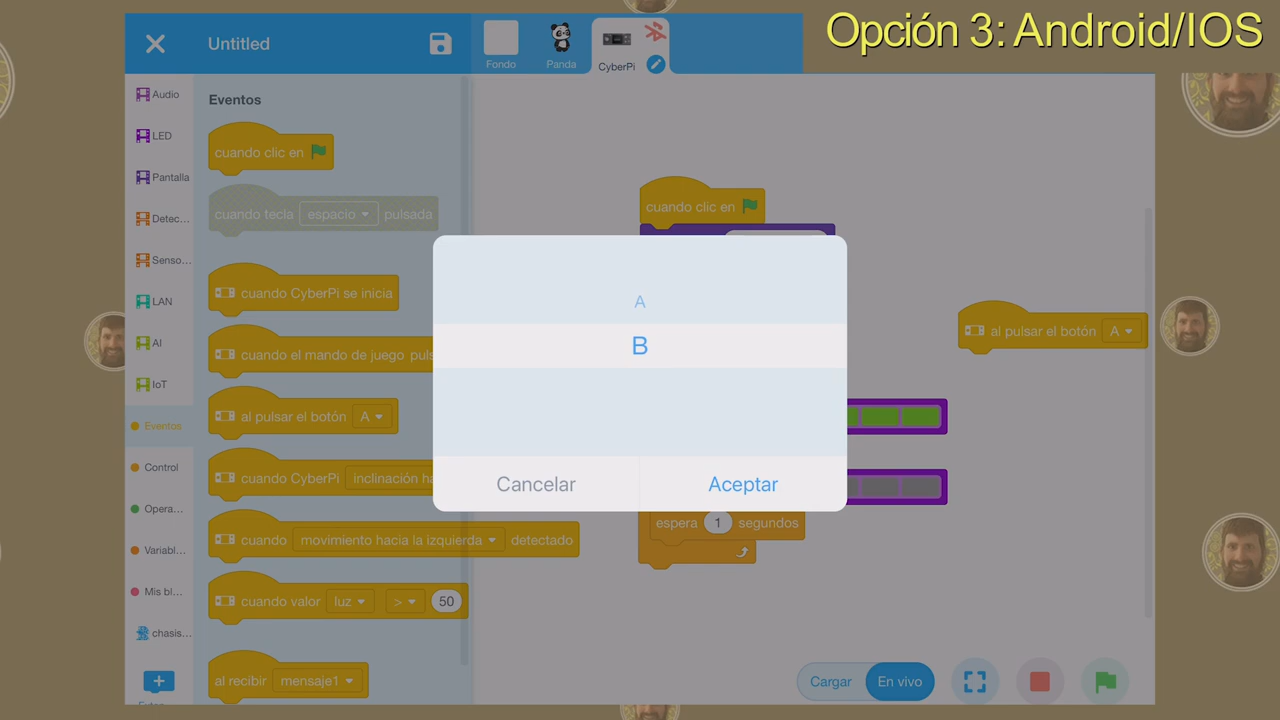 Opción 3: Android/IOS
Untitled
Fondo
Panda
CyberPi
Audio
LED
Pantalla
Detec...
Senso...
LAN
AI
IoT
Eventos
Control
Opera...
Variabl...
Mis bl...
chasis...
Eventos
cuando clic en
cuando tecla espacio pulsada
cuando CyberPi se inicia
cuando el mando de juego
al pulsar el botón A
cuando CyberPi inclinación
cuando movimiento hacia la izquierda detectado
cuando valor luz > 50
al recibir mensaje1
cuando clic en
al pulsar el botón A
espera 1 segundos
A
B
Cancelar
Aceptar
Cargar
En vivo